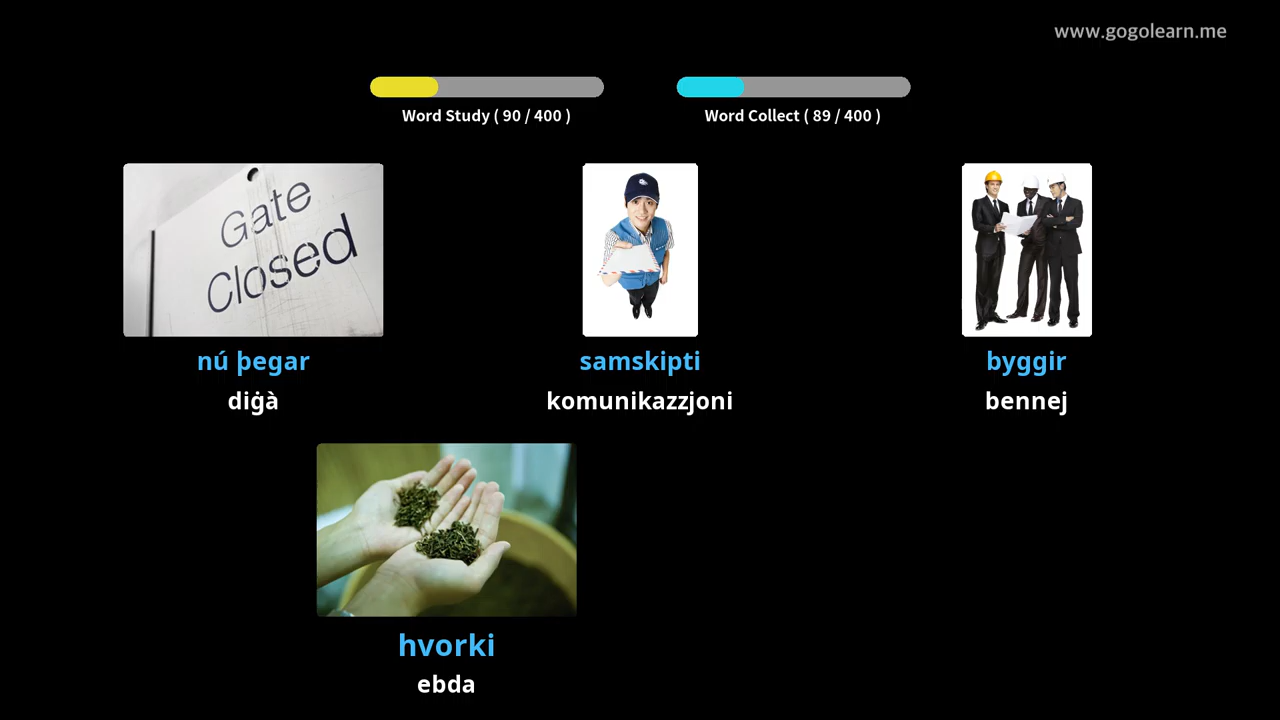 www.gogolearn.me
Word Study ( 90 / 400 )
Word Collect ( 89 / 400 )
Gate
Closed
nú þegar
samskipti
byggir
diġà
komunikazzjoni
bennej
hvorki
ebda